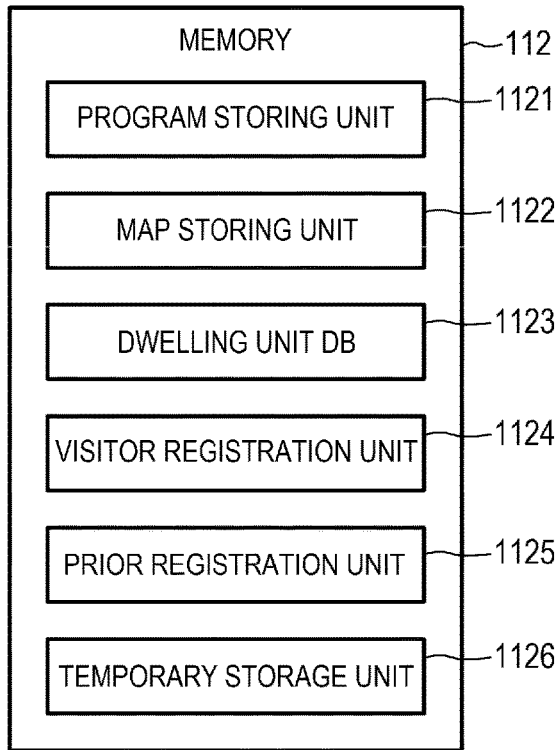 MEMORY 112
PROGRAM STORING UNIT 1121
MAP STORING UNIT 1122
DWELLING UNIT DB 1123
VISITOR REGISTRATION UNIT 1124
PRIOR REGISTRATION UNIT 1125
TEMPORARY STORAGE UNIT 1126